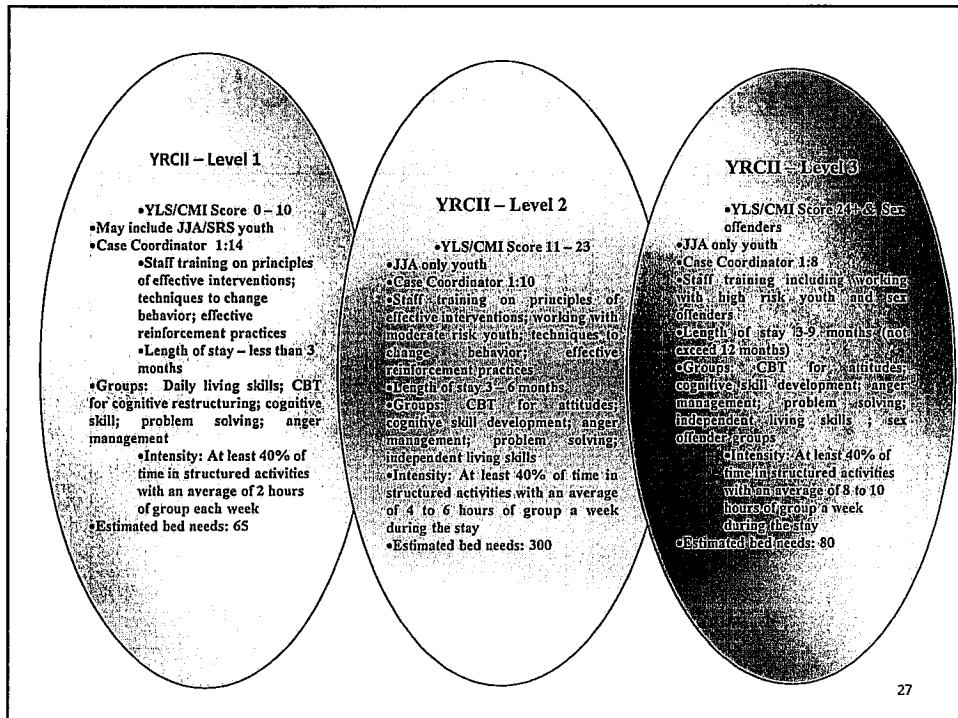 YRCII – Level 1
•YLS/CMI Score 0 – 10
•May include JJA/SRS youth
•Case Coordinator 1:14
•Staff training on principles
of effective interventions;
techniques to change
behavior; effective
reinforcement practices
•Length of stay – less than 3
months
•Groups: Daily living skills; CBT
for cognitive restructuring; cognitive
skill; problem solving; anger
management
•Intensity: At least 40% of
time in structured activities
with an average of 2 hours
of group each week
•Estimated bed needs: 65
YRCII – Level 2
•YLS/CMI Score 11 – 23
•JJA only youth
•Case Coordinator 1:10
•Staff training on principles of
effective interventions; working with
moderate risk youth; techniques to
change behavior; effective
reinforcement practices
•Length of stay 3 – 6 months
•Groups: CBT for attitudes;
cognitive skill development; anger
management; problem solving;
independent living skills
•Intensity: At least 40% of time in
structured activities with an average
of 4 to 6 hours of group a week
during the stay
•Estimated bed needs: 300
YRCII – Level 3
•YLS/CMI Score 24+ & Sex
offenders
•JJA only youth
•Case Coordinator 1:8
•Staff training including working
with high risk youth and sex
offenders
•Length of stay 3-9 months (not
exceed 12 months)
•Groups: CBT for attitudes;
cognitive skill development; anger
management; problem solving;
independent living skills ; sex
offender groups
•Intensity: At least 40% of
time in structured activities
with an average of 8 to 10
hours of group a week
during the stay
•Estimated bed needs: 80
27